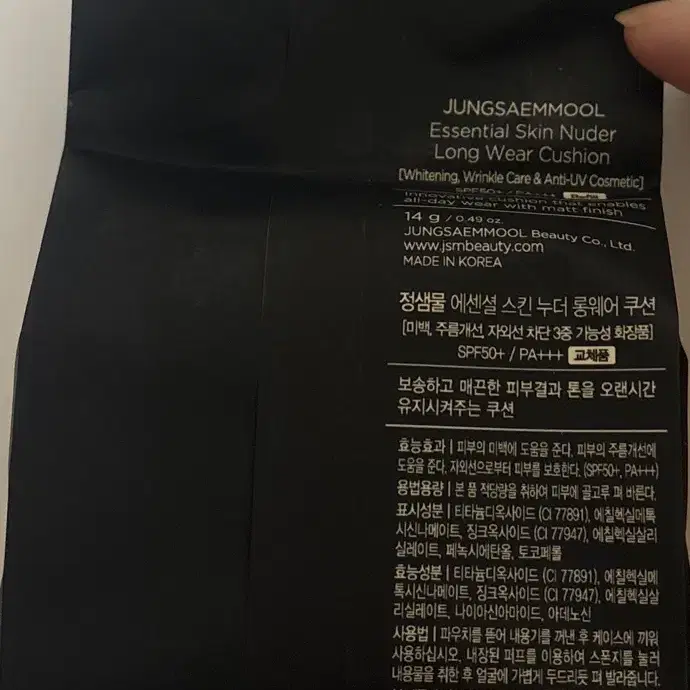 JUNGSAEMMOOL
Essential Skin Nuder
Long Wear Cushion
[Whitening, Wrinkle Care & Anti-UV Cosmetic]
SPF50+ / PA+++
Innovative cushion that enables
all-day wear with matt finish
14 g / 0.49 oz.
JUNGSAEMMOOL Beauty Co., Ltd.
www.jsmbeauty.com
MADE IN KOREA
정샘물 에센셜 스킨 누더 롱웨어 쿠션
[미백, 주름개선, 자외선 차단 3중 기능성 화장품]
SPF50+ / PA+++ 교체품
보송하고 매끈한 피부결과 톤을 오랜시간
유지시켜주는 쿠션
효능효과 | 피부의 미백에 도움을 준다. 피부의 주름개선에
도움을 준다. 자외선으로부터 피부를 보호한다. (SPF50+, PA+++)
용법용량 | 본 품 적당량을 취하여 피부에 골고루 펴 바른다.
표시성분 | 티타늄디옥사이드 (CI 77891), 에칠헥실메톡
시신나메이트, 징크옥사이드 (CI 77947), 에칠헥실살리
실레이트, 페녹시에탄올, 토코페롤
효능성분 | 티타늄디옥사이드 (CI 77891), 에칠헥실메
톡시신나메이트, 징크옥사이드 (CI 77947), 에칠헥실살
리실레이트, 나이아신아마이드, 아데노신
사용법 | 파우치를 뜯어 내용기를 꺼낸 후 케이스에 끼워
사용하십시오. 내장된 퍼프를 이용하여 스폰지를 눌러
내용물을 취한 후 얼굴에 가볍게 두드리듯 펴 발라줍니다.